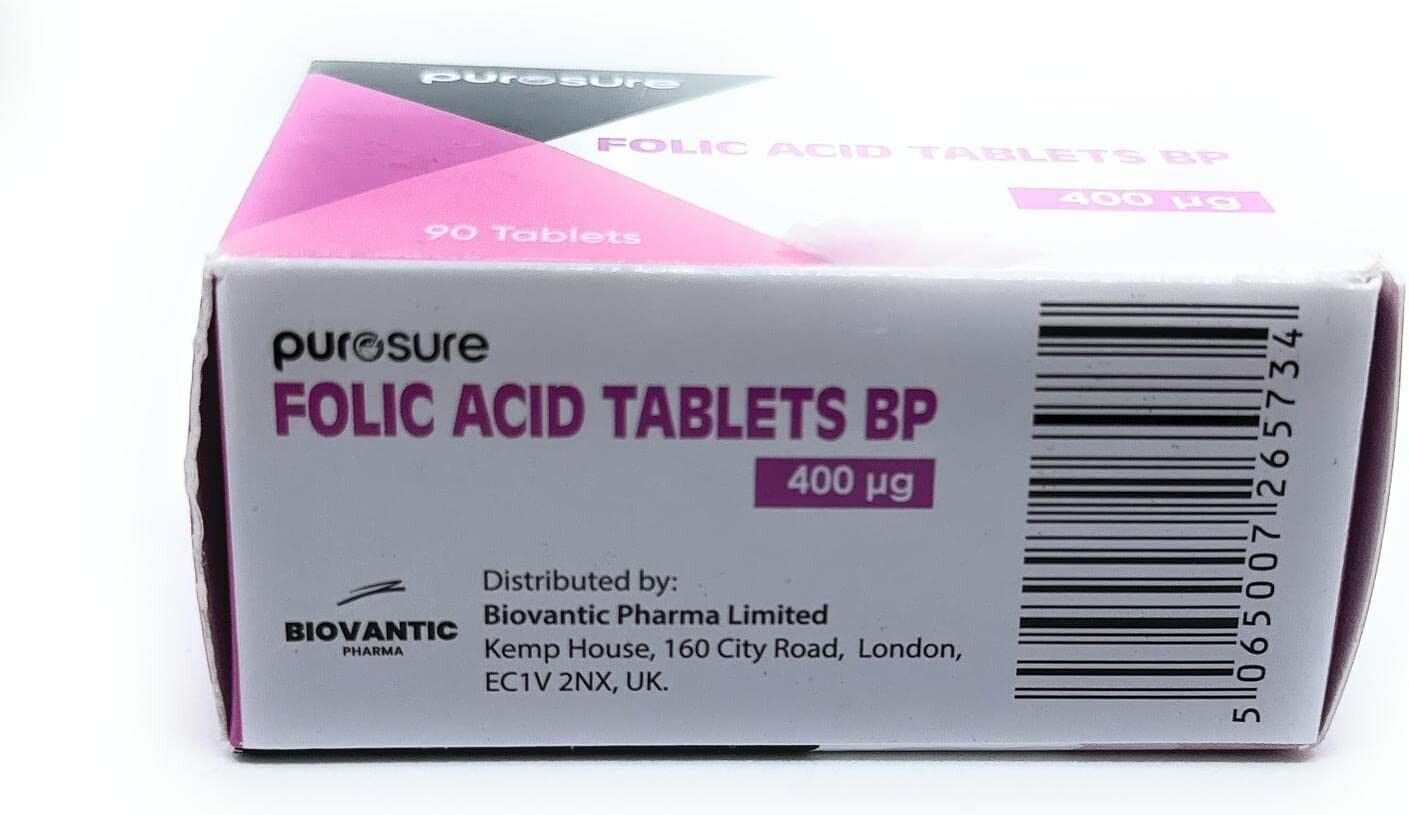 purosure
FOLIC ACID TABLETS BP
400 µg
90 Tablets
purosure
FOLIC ACID TABLETS BP
400 µg
BIOVANTIC
PHARMA
Distributed by:
Biovantic Pharma Limited
Kemp House, 160 City Road, London,
EC1V 2NX, UK.
5 065007 265734